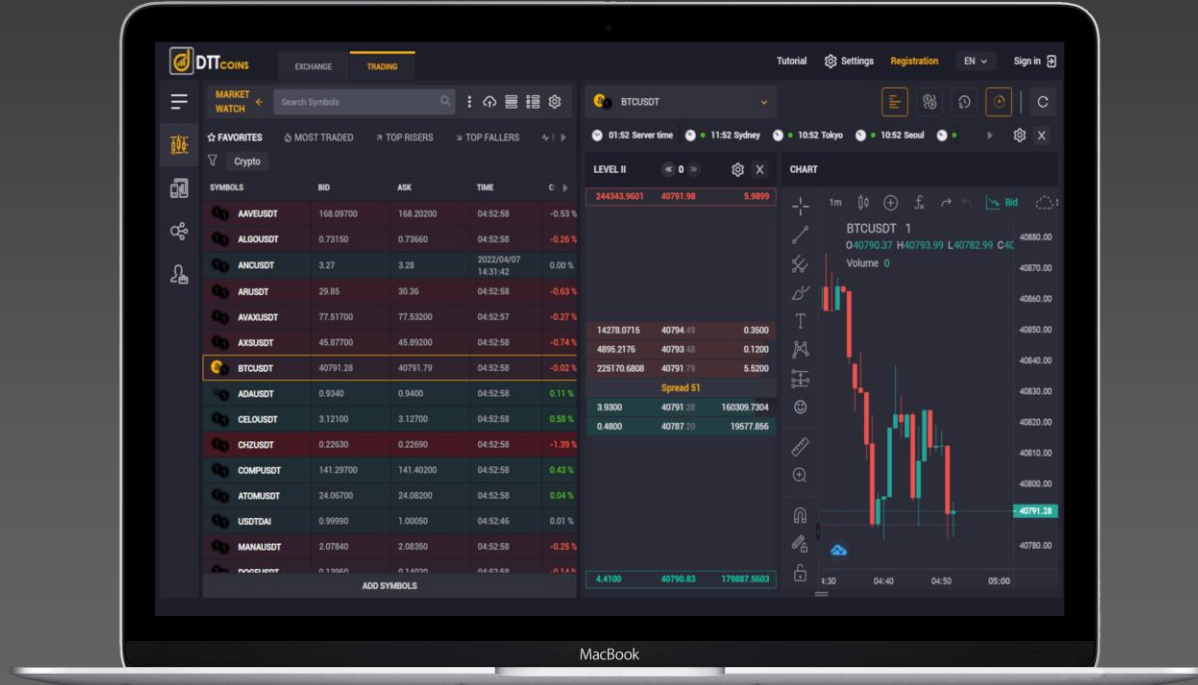 DTTCOINS
EXCHANGE TRADING
Tutorial Settings Registration EN Sign in
MARKET WATCH
Search Symbols
FAVORITES MOST TRADED TOP RISERS TOP FALLERS
Crypto
SYMBOLS BID ASK TIME
AAVEUSDT 168.09700 168.20200 04:52:58 -0.53 %
ALGOUSDT 0.73150 0.73660 04:52:58 -0.26 %
ANCUSDT 3.27 3.28 2022/04/07 14:31:42 0.00 %
ARUSDT 29.85 30.36 04:52:58 -0.63 %
AVAXUSDT 77.51700 77.53200 04:52:57 -0.27 %
AXSUSDT 45.87700 45.89200 04:52:58 -0.74 %
BTCUSDT 40791.28 40791.79 04:52:58 -0.02 %
ADAUSDT 0.9340 0.9400 04:52:58 0.11 %
CELOUSDT 3.12100 3.12700 04:52:58 0.58 %
CHZUSDT 0.22630 0.22690 04:52:58 -1.39 %
COMPUSDT 141.29700 141.40200 04:52:58 0.43 %
ATOMUSDT 24.06700 24.08200 04:52:58 0.04 %
USDTDAI 0.99990 1.00050 04:52:46 0.01 %
MANAUSDT 2.07840 2.08350 04:52:58 -0.25 %
ADD SYMBOLS
BTCUSDT
01:52 Server time 11:52 Sydney 10:52 Tokyo 10:52 Seoul
LEVEL II 0
244343.9601 40791.98 5.9899
14278.0715 40794.49 0.3500
4895.2176 40793.48 0.1200
225170.6808 40791.79 5.5200
Spread 51
3.9300 40791.28 160309.7304
0.4800 40787.20 19577.856
4.4100 40790.83 179887.5603
CHART
1m Bid
BTCUSDT 1
O40790.37 H40793.99 L40782.99 C40
Volume 0
40880.00
40870.00
40860.00
40850.00
40840.00
40830.00
40820.00
40810.00
40800.00
40791.28
40780.00
04:40 04:50 05:00
MacBook